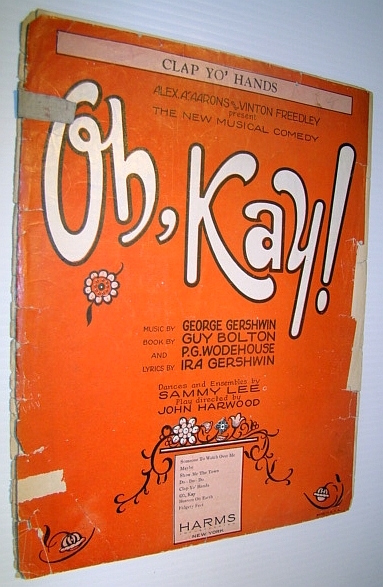 CLAP YO' HANDS
ALEX A. AARONS and VINTON FREEDLEY
present
THE NEW MUSICAL COMEDY
Oh, Kay!
MUSIC BY GEORGE GERSHWIN
BOOK BY GUY BOLTON
AND P.G. WODEHOUSE
LYRICS BY IRA GERSHWIN
Dances and Ensembles by
SAMMY LEE
Play directed by
JOHN HARWOOD
Someone To Watch Over Me
Maybe
Show Me The Town
Do-Do-Do
Clap Yo' Hands
Oh, Kay
Heaven On Earth
Fidgety Feet
HARMS
NEW YORK